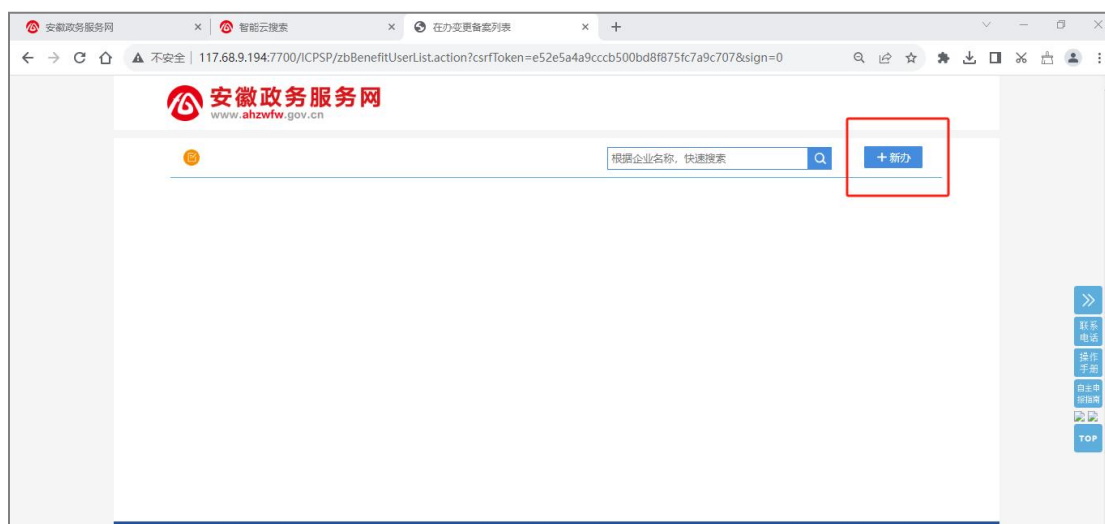 安徽政务服务网
智能云搜索
在办变更备案列表
不安全 | 117.68.9.194:7700/ICPSP/zbBenefitUserList.action?csrfToken=e52e5a4a9cccb500bd8f875fc7a9c707&sign=0
安徽政务服务网
www.ahzwfw.gov.cn
根据企业名称，快速搜索
+新办
联系
电话
操作
手册
自主申
报指南
TOP